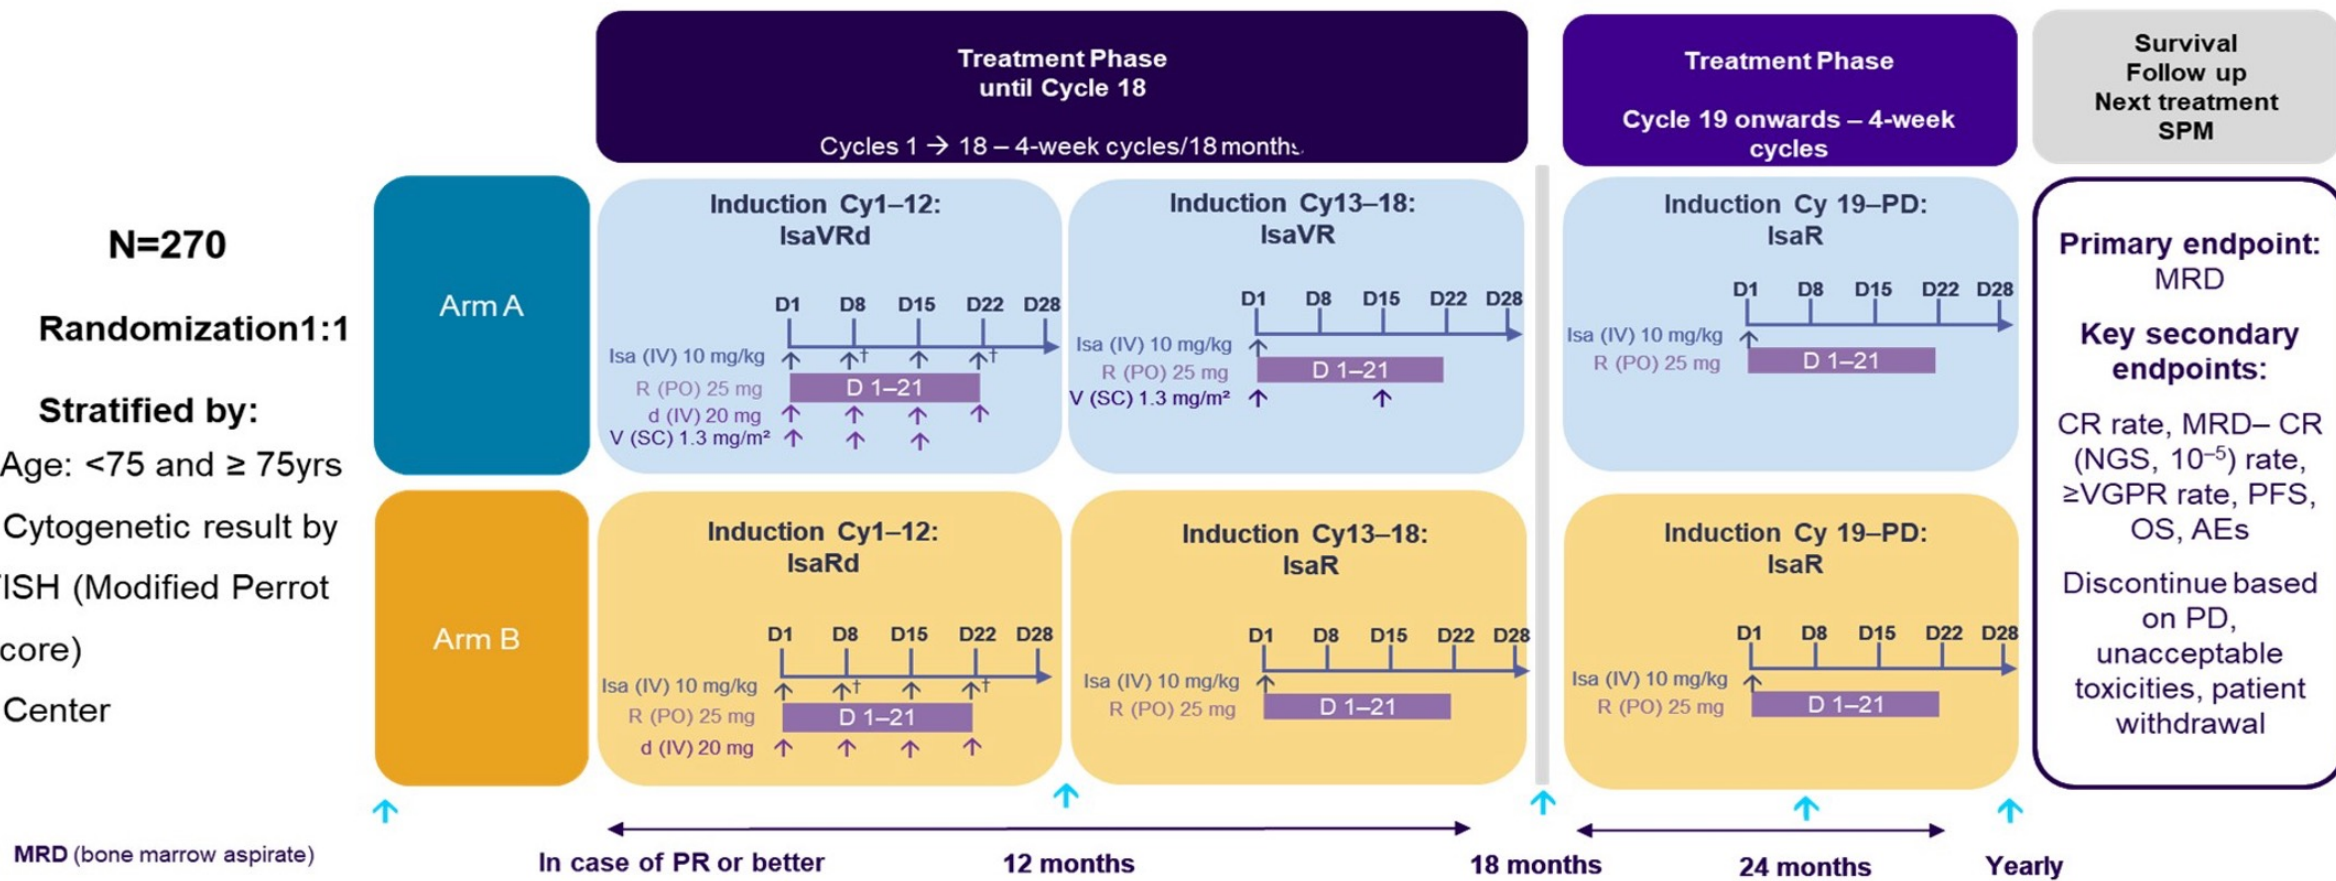 Treatment Phase
until Cycle 18
Cycles 1 → 18 – 4-week cycles/18 months
Treatment Phase
Cycle 19 onwards – 4-week
cycles
Survival
Follow up
Next treatment
SPM
N=270
Randomization1:1
Stratified by:
Age: <75 and ≥ 75yrs
Cytogenetic result by
ISH (Modified Perrot
core)
Center
Arm A
Induction Cy1–12:
IsaVRd
D1 D8 D15 D22 D28
Isa (IV) 10 mg/kg ↑ ↑† ↑ ↑†
R (PO) 25 mg D 1–21
d (IV) 20 mg ↑ ↑ ↑ ↑
V (SC) 1.3 mg/m² ↑ ↑ ↑
Induction Cy13–18:
IsaVR
D1 D8 D15 D22 D28
Isa (IV) 10 mg/kg ↑
R (PO) 25 mg D 1–21
V (SC) 1.3 mg/m² ↑ ↑
Induction Cy 19–PD:
IsaR
D1 D8 D15 D22 D28
Isa (IV) 10 mg/kg ↑
R (PO) 25 mg D 1–21
Arm B
Induction Cy1–12:
IsaRd
D1 D8 D15 D22 D28
Isa (IV) 10 mg/kg ↑ ↑† ↑ ↑†
R (PO) 25 mg D 1–21
d (IV) 20 mg ↑ ↑ ↑ ↑
Induction Cy13–18:
IsaR
D1 D8 D15 D22 D28
Isa (IV) 10 mg/kg ↑
R (PO) 25 mg D 1–21
Induction Cy 19–PD:
IsaR
D1 D8 D15 D22 D28
Isa (IV) 10 mg/kg ↑
R (PO) 25 mg D 1–21
Primary endpoint:
MRD
Key secondary
endpoints:
CR rate, MRD– CR
(NGS, 10⁻⁵) rate,
≥VGPR rate, PFS,
OS, AEs
Discontinue based
on PD,
unacceptable
toxicities, patient
withdrawal
MRD (bone marrow aspirate)
In case of PR or better
12 months
18 months
24 months
Yearly